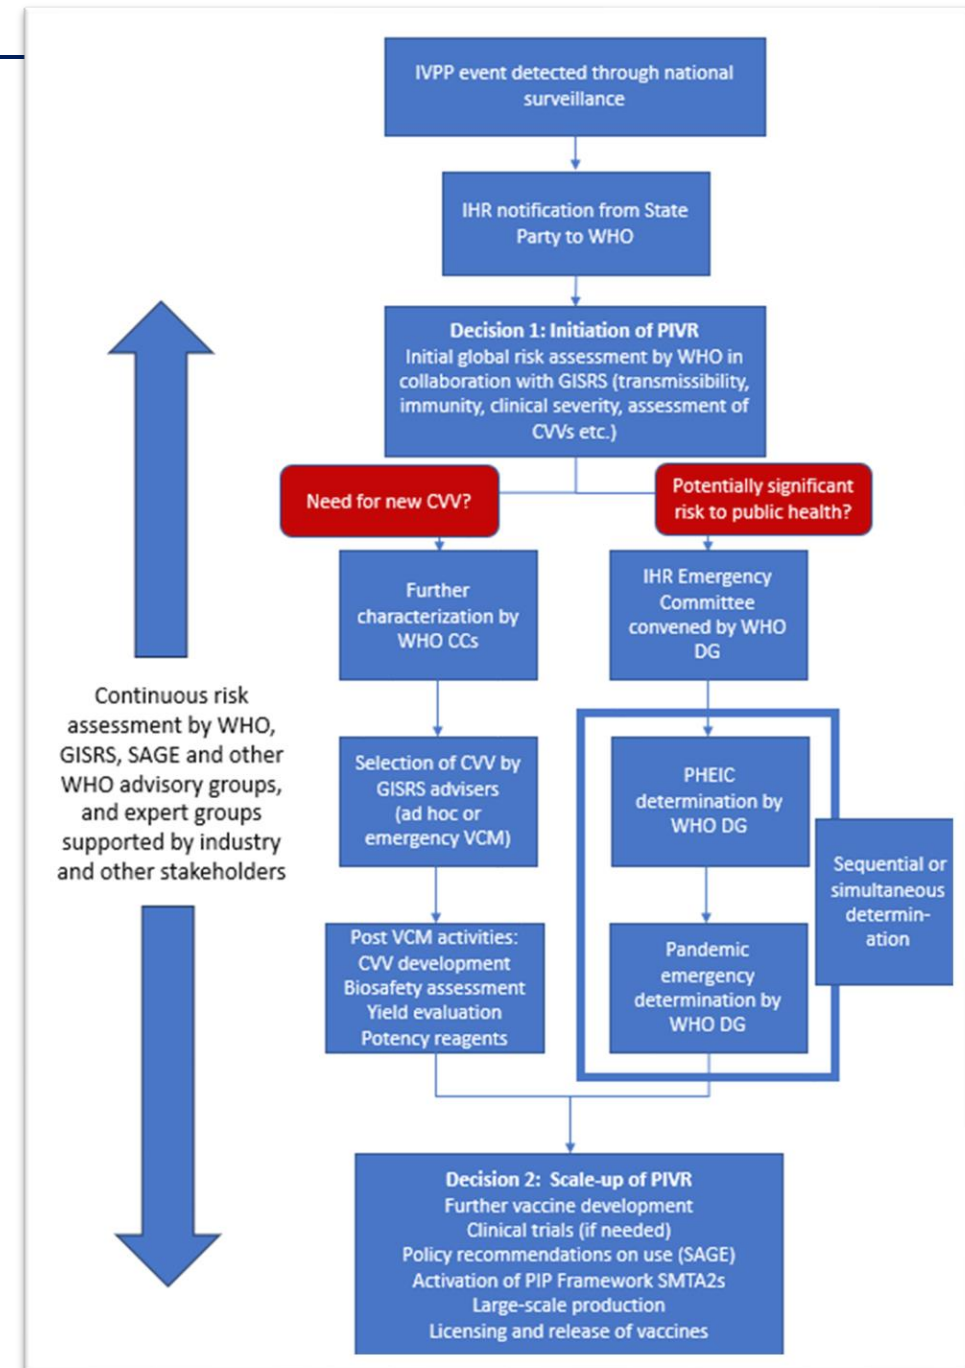 IVPP event detected through national
surveillance
IHR notification from State
Party to WHO
Decision 1: Initiation of PIVR
Initial global risk assessment by WHO in
collaboration with GISRS (transmissibility,
immunity, clinical severity, assessment of
CVVs etc.)
Need for new CVV?
Potentially significant
risk to public health?
Further
characterization by
WHO CCs
IHR Emergency
Committee
convened by WHO
DG
Continuous risk
assessment by WHO,
GISRS, SAGE and other
WHO advisory groups,
and expert groups
supported by industry
and other stakeholders
Selection of CVV by
GISRS advisers
(ad hoc or
emergency VCM)
PHEIC
determination by
WHO DG
Sequential or
simultaneous
determin-
ation
Post VCM activities:
CVV development
Biosafety assessment
Yield evaluation
Potency reagents
Pandemic
emergency
determination by
WHO DG
Decision 2:  Scale-up of PIVR
Further vaccine development
Clinical trials (if needed)
Policy recommendations on use (SAGE)
Activation of PIP Framework SMTA2s
Large-scale production
Licensing and release of vaccines